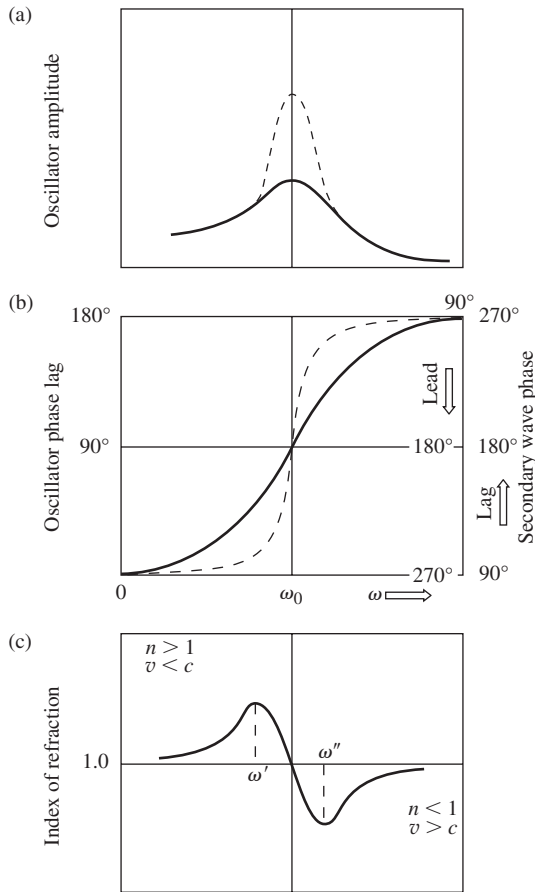 (a)
Oscillator amplitude
(b)
90°
180°
270°
Oscillator phase lag
Lead
Secondary wave phase
90°
180°
180°
Lag
270°
90°
0
ω₀
ω
(c)
n > 1
v < c
Index of refraction
1.0
ω′
ω″
n < 1
v > c